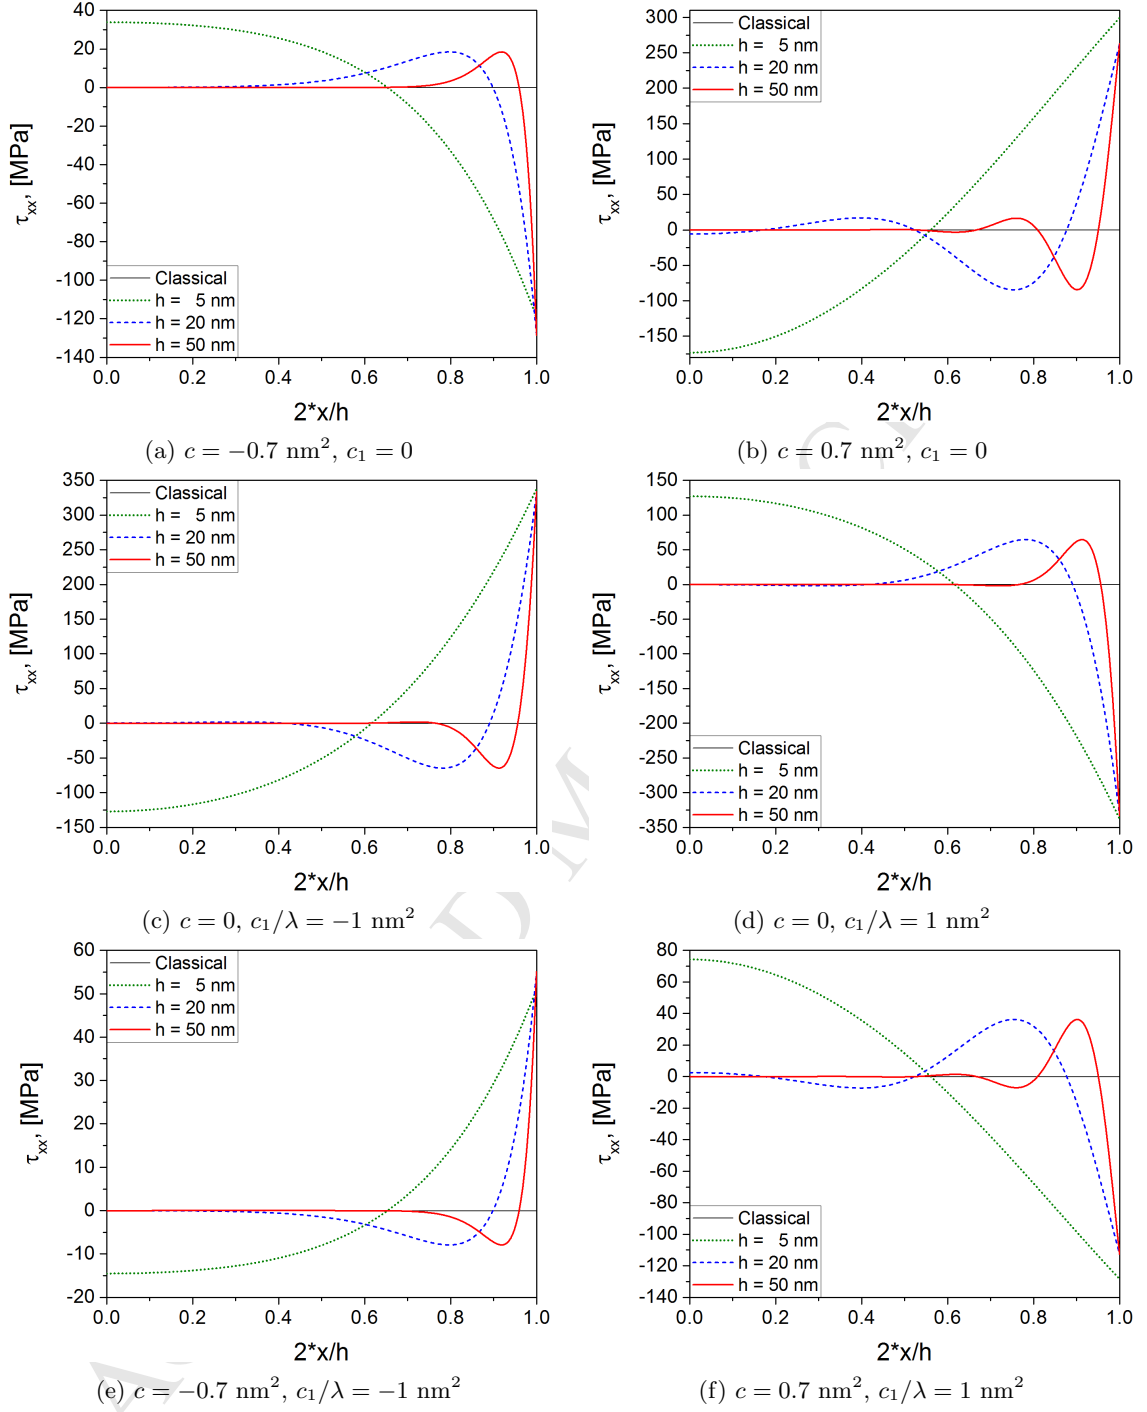 40
20
0
-20
-40
-60
-80
-100
-120
-140
τxx, [MPa]
Classical
h = 5 nm
h = 20 nm
h = 50 nm
0.0 0.2 0.4 0.6 0.8 1.0
2*x/h
(a) c = −0.7 nm², c₁ = 0
300
250
200
150
100
50
0
-50
-100
-150
τxx, [MPa]
Classical
h = 5 nm
h = 20 nm
h = 50 nm
0.0 0.2 0.4 0.6 0.8 1.0
2*x/h
(b) c = 0.7 nm², c₁ = 0
350
300
250
200
150
100
50
0
-50
-100
-150
τxx, [MPa]
Classical
h = 5 nm
h = 20 nm
h = 50 nm
0.0 0.2 0.4 0.6 0.8 1.0
2*x/h
(c) c = 0, c₁/λ = −1 nm²
150
100
50
0
-50
-100
-150
-200
-250
-300
-350
τxx, [MPa]
Classical
h = 5 nm
h = 20 nm
h = 50 nm
0.0 0.2 0.4 0.6 0.8 1.0
2*x/h
(d) c = 0, c₁/λ = 1 nm²
60
50
40
30
20
10
0
-10
-20
τxx, [MPa]
Classical
h = 5 nm
h = 20 nm
h = 50 nm
0.0 0.2 0.4 0.6 0.8 1.0
2*x/h
(e) c = −0.7 nm², c₁/λ = −1 nm²
80
60
40
20
0
-20
-40
-60
-80
-100
-120
-140
τxx, [MPa]
Classical
h = 5 nm
h = 20 nm
h = 50 nm
0.0 0.2 0.4 0.6 0.8 1.0
2*x/h
(f) c = 0.7 nm², c₁/λ = 1 nm²